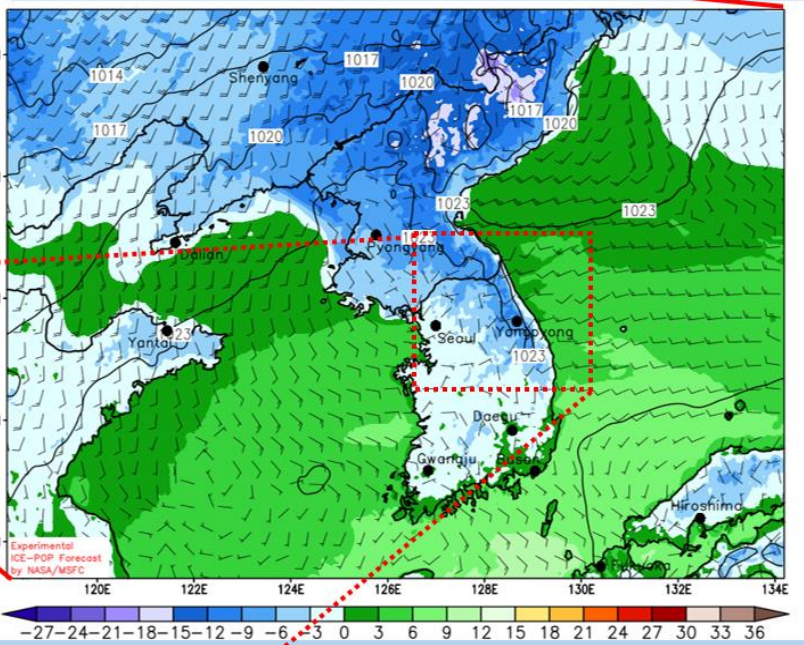 1014
Shenyang
1017
1020
1017
1017
1020
1020
1023
1023
1023
Pyongyang
Dalian
Yantai
23
Seoul
Yongpyong
1023
Daegu
Gwangju
Busan
Hiroshima
Fukuoka
Experimental
ICE-POP Forecast
by NASA/MSFC
120E 122E 124E 126E 128E 130E 132E 134E
-27-24-21-18-15-12 -9 -6 -3 0 3 6 9 12 15 18 21 24 27 30 33 36